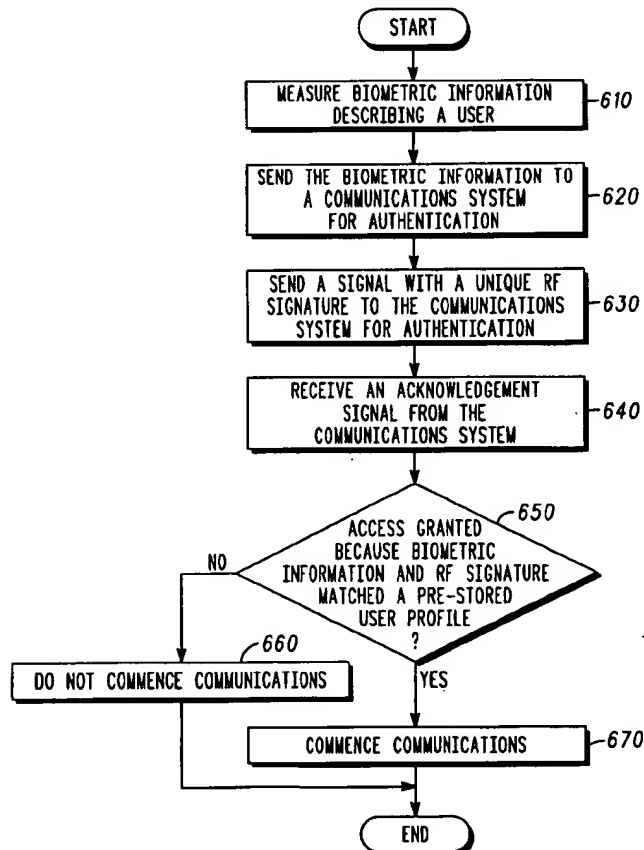 START
MEASURE BIOMETRIC INFORMATION
DESCRIBING A USER
610
SEND THE BIOMETRIC INFORMATION TO
A COMMUNICATIONS SYSTEM
FOR AUTHENTICATION
620
SEND A SIGNAL WITH A UNIQUE RF
SIGNATURE TO THE COMMUNICATIONS
SYSTEM FOR AUTHENTICATION
630
RECEIVE AN ACKNOWLEDGEMENT
SIGNAL FROM THE
COMMUNICATIONS SYSTEM
640
650
ACCESS GRANTED
BECAUSE BIOMETRIC
INFORMATION AND RF SIGNATURE
MATCHED A PRE-STORED
USER PROFILE
?
NO
660
DO NOT COMMENCE COMMUNICATIONS
YES
COMMENCE COMMUNICATIONS
670
END